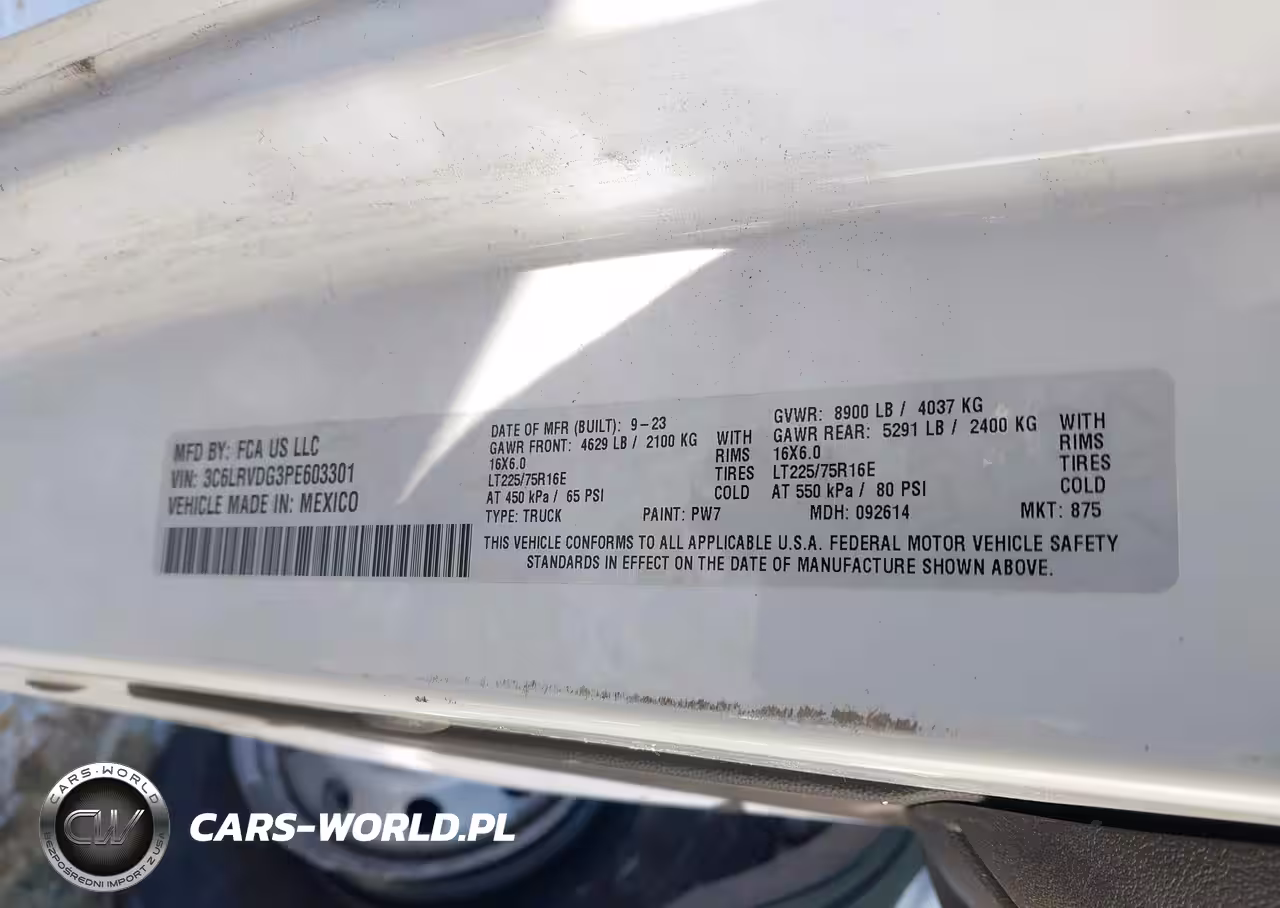 MFD BY: FCA US LLC
VIN: 3C6LRVDG3PE603301
VEHICLE MADE IN: MEXICO
DATE OF MFR (BUILT): 9-23
GAWR FRONT: 4629 LB / 2100 KG WITH
16X6.0 RIMS
LT225/75R16E TIRES
AT 450 kPa / 65 PSI COLD
GVWR: 8900 LB / 4037 KG
GAWR REAR: 5291 LB / 2400 KG WITH
16X6.0 RIMS
LT225/75R16E TIRES
AT 550 kPa / 80 PSI COLD
TYPE: TRUCK PAINT: PW7 MDH: 092614 MKT: 875
THIS VEHICLE CONFORMS TO ALL APPLICABLE U.S.A. FEDERAL MOTOR VEHICLE SAFETY
STANDARDS IN EFFECT ON THE DATE OF MANUFACTURE SHOWN ABOVE.
CARS-WORLD
CW
BEZPOŚREDNI IMPORT Z USA
CARS-WORLD.PL